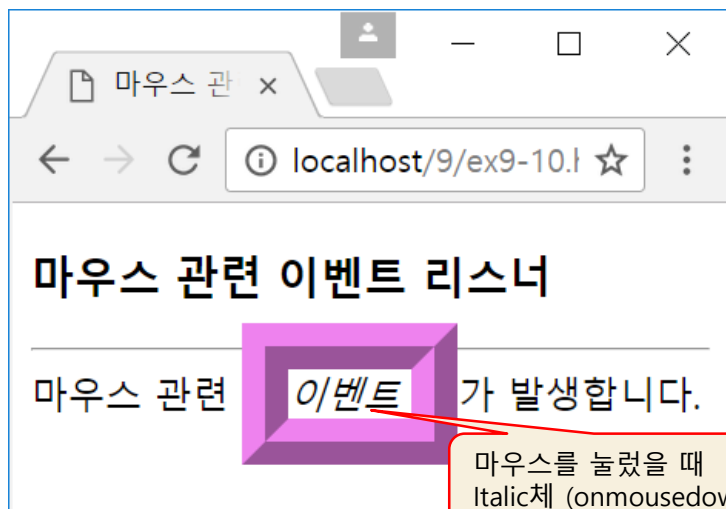 마우스 관
localhost/9/ex9-10.h
마우스 관련 이벤트 리스너
마우스 관련 이벤트 가 발생합니다.
마우스를 눌렀을 때
Italic체 (onmousedow